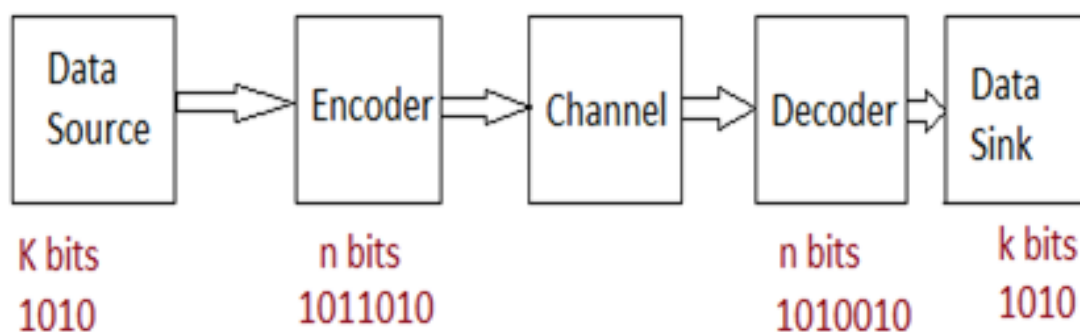 Data
Source
Encoder
Channel
Decoder
Data
Sink
K bits
1010
n bits
1011010
n bits
1010010
k bits
1010